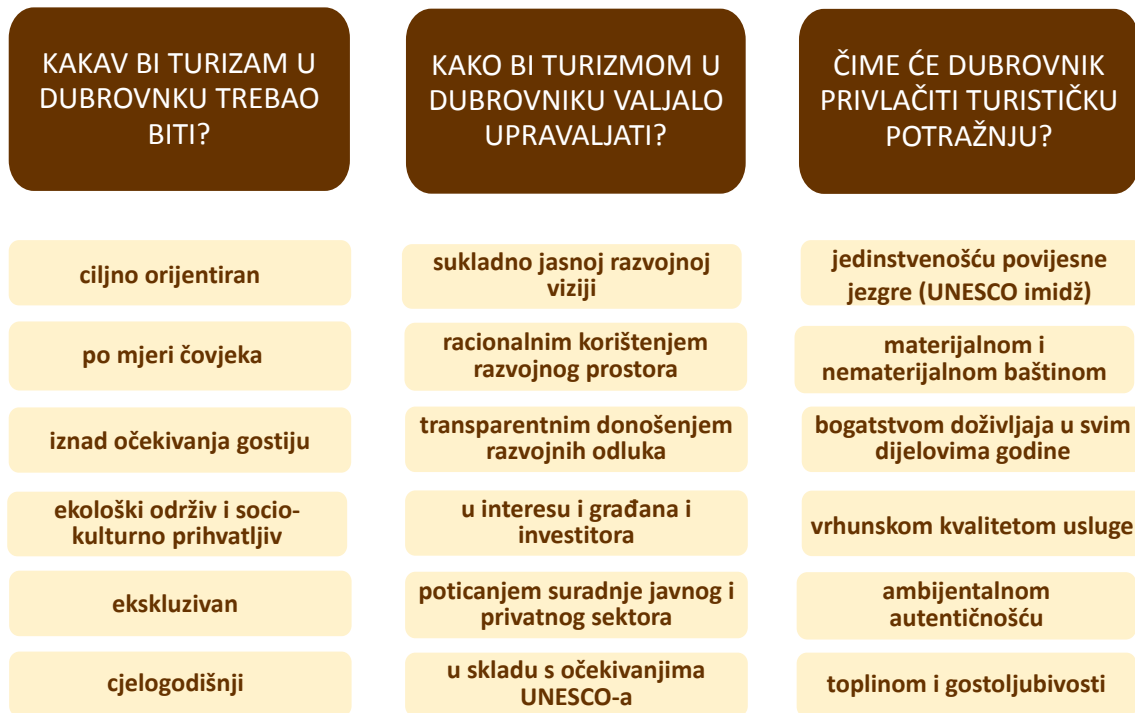 KAKAV BI TURIZAM U
DUBROVNKU TREBAO
BITI?
ciljno orijentiran
po mjeri čovjeka
iznad očekivanja gostiju
ekološki održiv i socio-
kulturno prihvatljiv
ekskluzivan
cjelogodišnji
KAKO BI TURIZMOM U
DUBROVNIKU VALJALO
UPRAVALJATI?
sukladno jasnoj razvojnoj
viziji
racionalnim korištenjem
razvojnog prostora
transparentnim donošenjem
razvojnih odluka
u interesu i građana i
investitora
poticanjem suradnje javnog i
privatnog sektora
u skladu s očekivanjima
UNESCO-a
ČIME ĆE DUBROVNIK
PRIVLAČITI TURISTIČKU
POTRAŽNJU?
jedinstvenošću povijesne
jezgre (UNESCO imidž)
materijalnom i
nematerijalnom baštinom
bogatstvom doživljaja u svim
dijelovima godine
vrhunskom kvalitetom usluge
ambijentalnom
autentičnošću
toplinom i gostoljubivosti